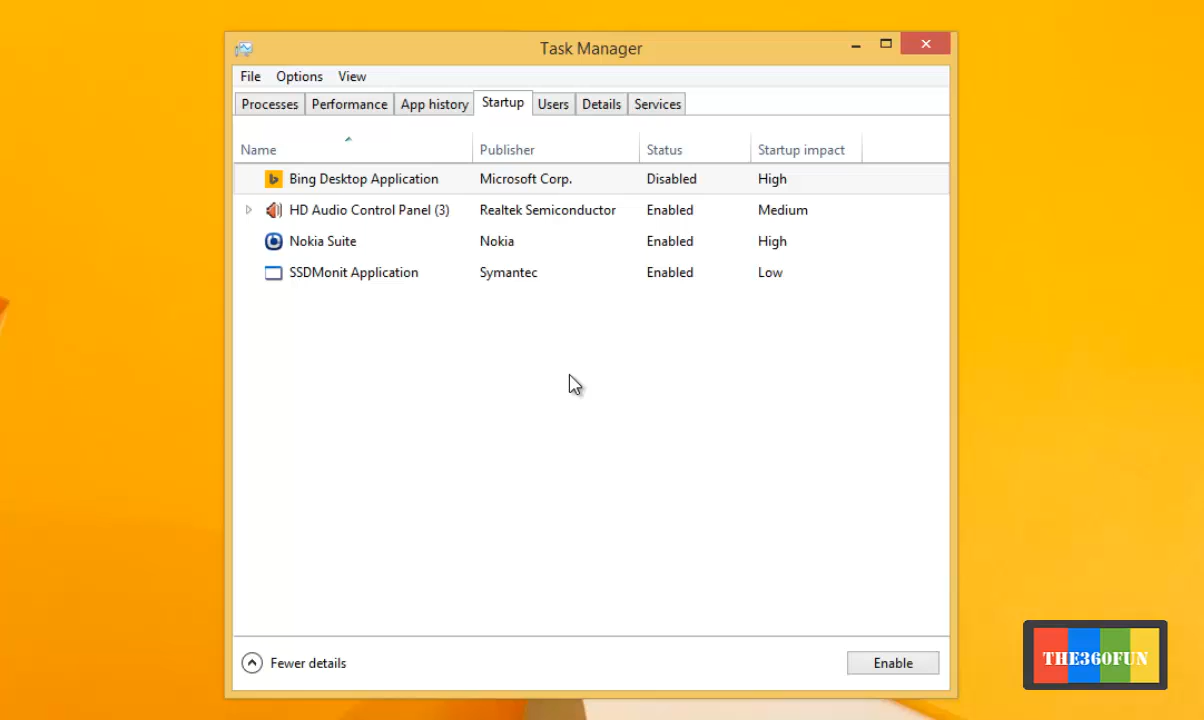 Task Manager
File Options View
Processes Performance App history Startup Users Details Services
Name Publisher Status Startup impact
Bing Desktop Application Microsoft Corp. Disabled High
HD Audio Control Panel (3) Realtek Semiconductor Enabled Medium
Nokia Suite Nokia Enabled High
SSDMonit Application Symantec Enabled Low
Fewer details Enable
THE360FUN